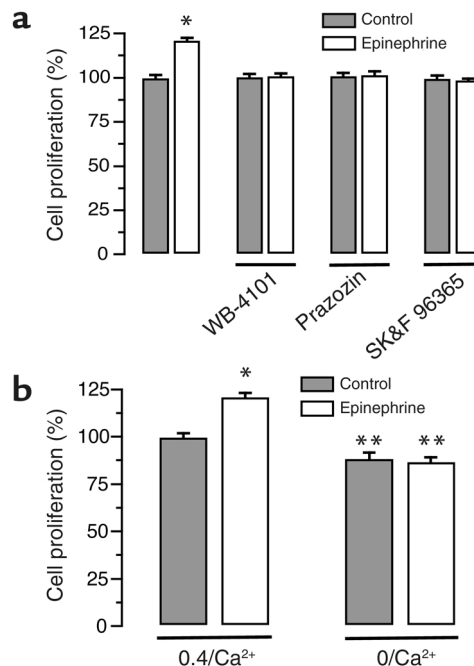 a
Cell proliferation (%)
125
100
75
50
25
0
*
Control
Epinephrine
WB-4101
Prazozin
SK&F 96365
b
Cell proliferation (%)
125
100
75
50
25
0
*
Control
Epinephrine
** **
0.4/Ca²⁺ 0/Ca²⁺